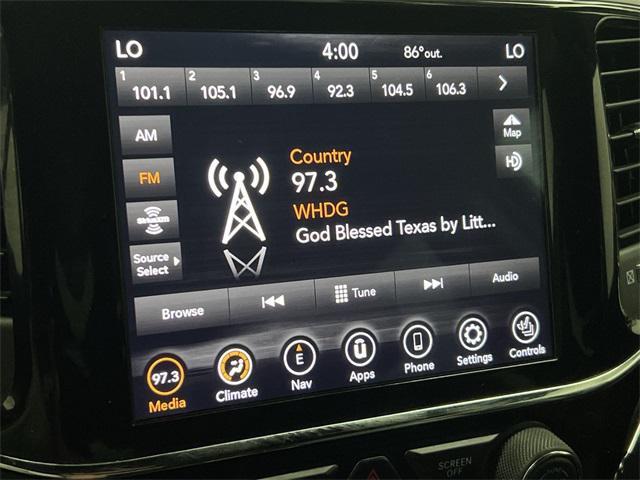 LO 4:00 86°out. LO
1 101.1 2 105.1 3 96.9 4 92.3 5 104.5 6 106.3
AM
Map
FM
HD
Country
97.3
WHDG
God Blessed Texas by Litt...
SiriusXM
Source
Select
Browse Tune Audio
97.3 E U
Media Climate Nav Apps Phone Settings Controls
SCREEN
OFF